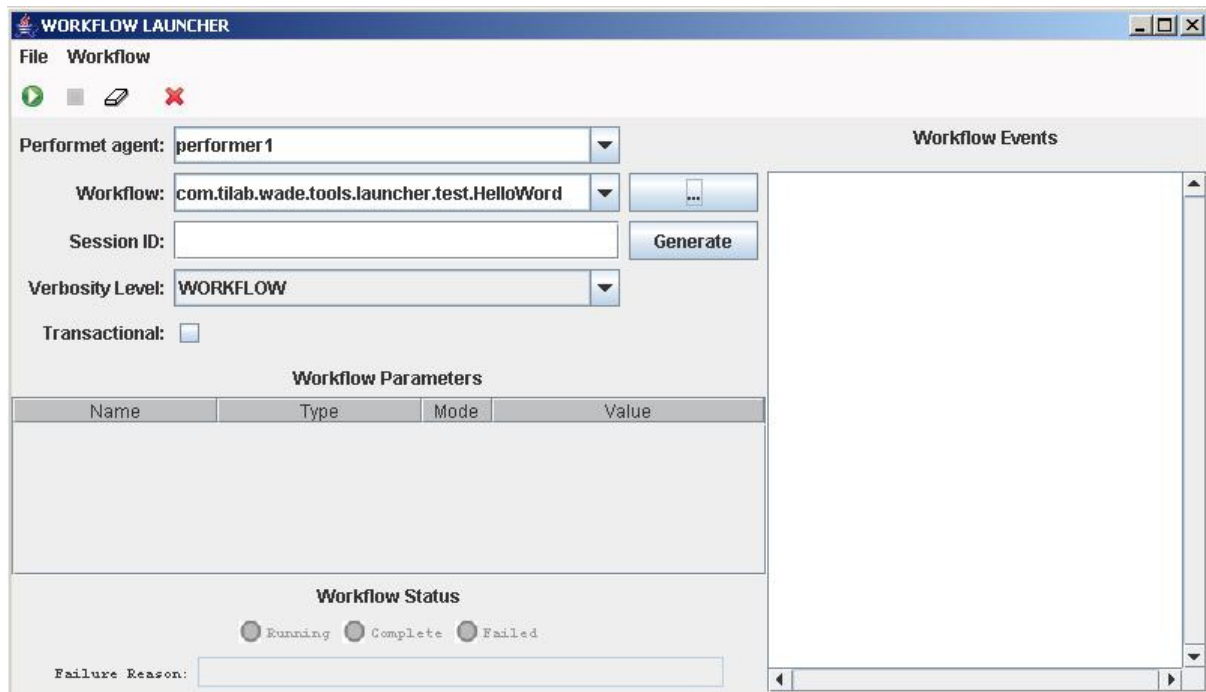 WORKFLOW LAUNCHER
File Workflow
Performet agent: performer1
Workflow: com.tilab.wade.tools.launcher.test.HelloWord ...
Session ID: Generate
Verbosity Level: WORKFLOW
Transactional:
Workflow Parameters
Name Type Mode Value
Workflow Status
Running Complete Failed
Failure Reason:
Workflow Events